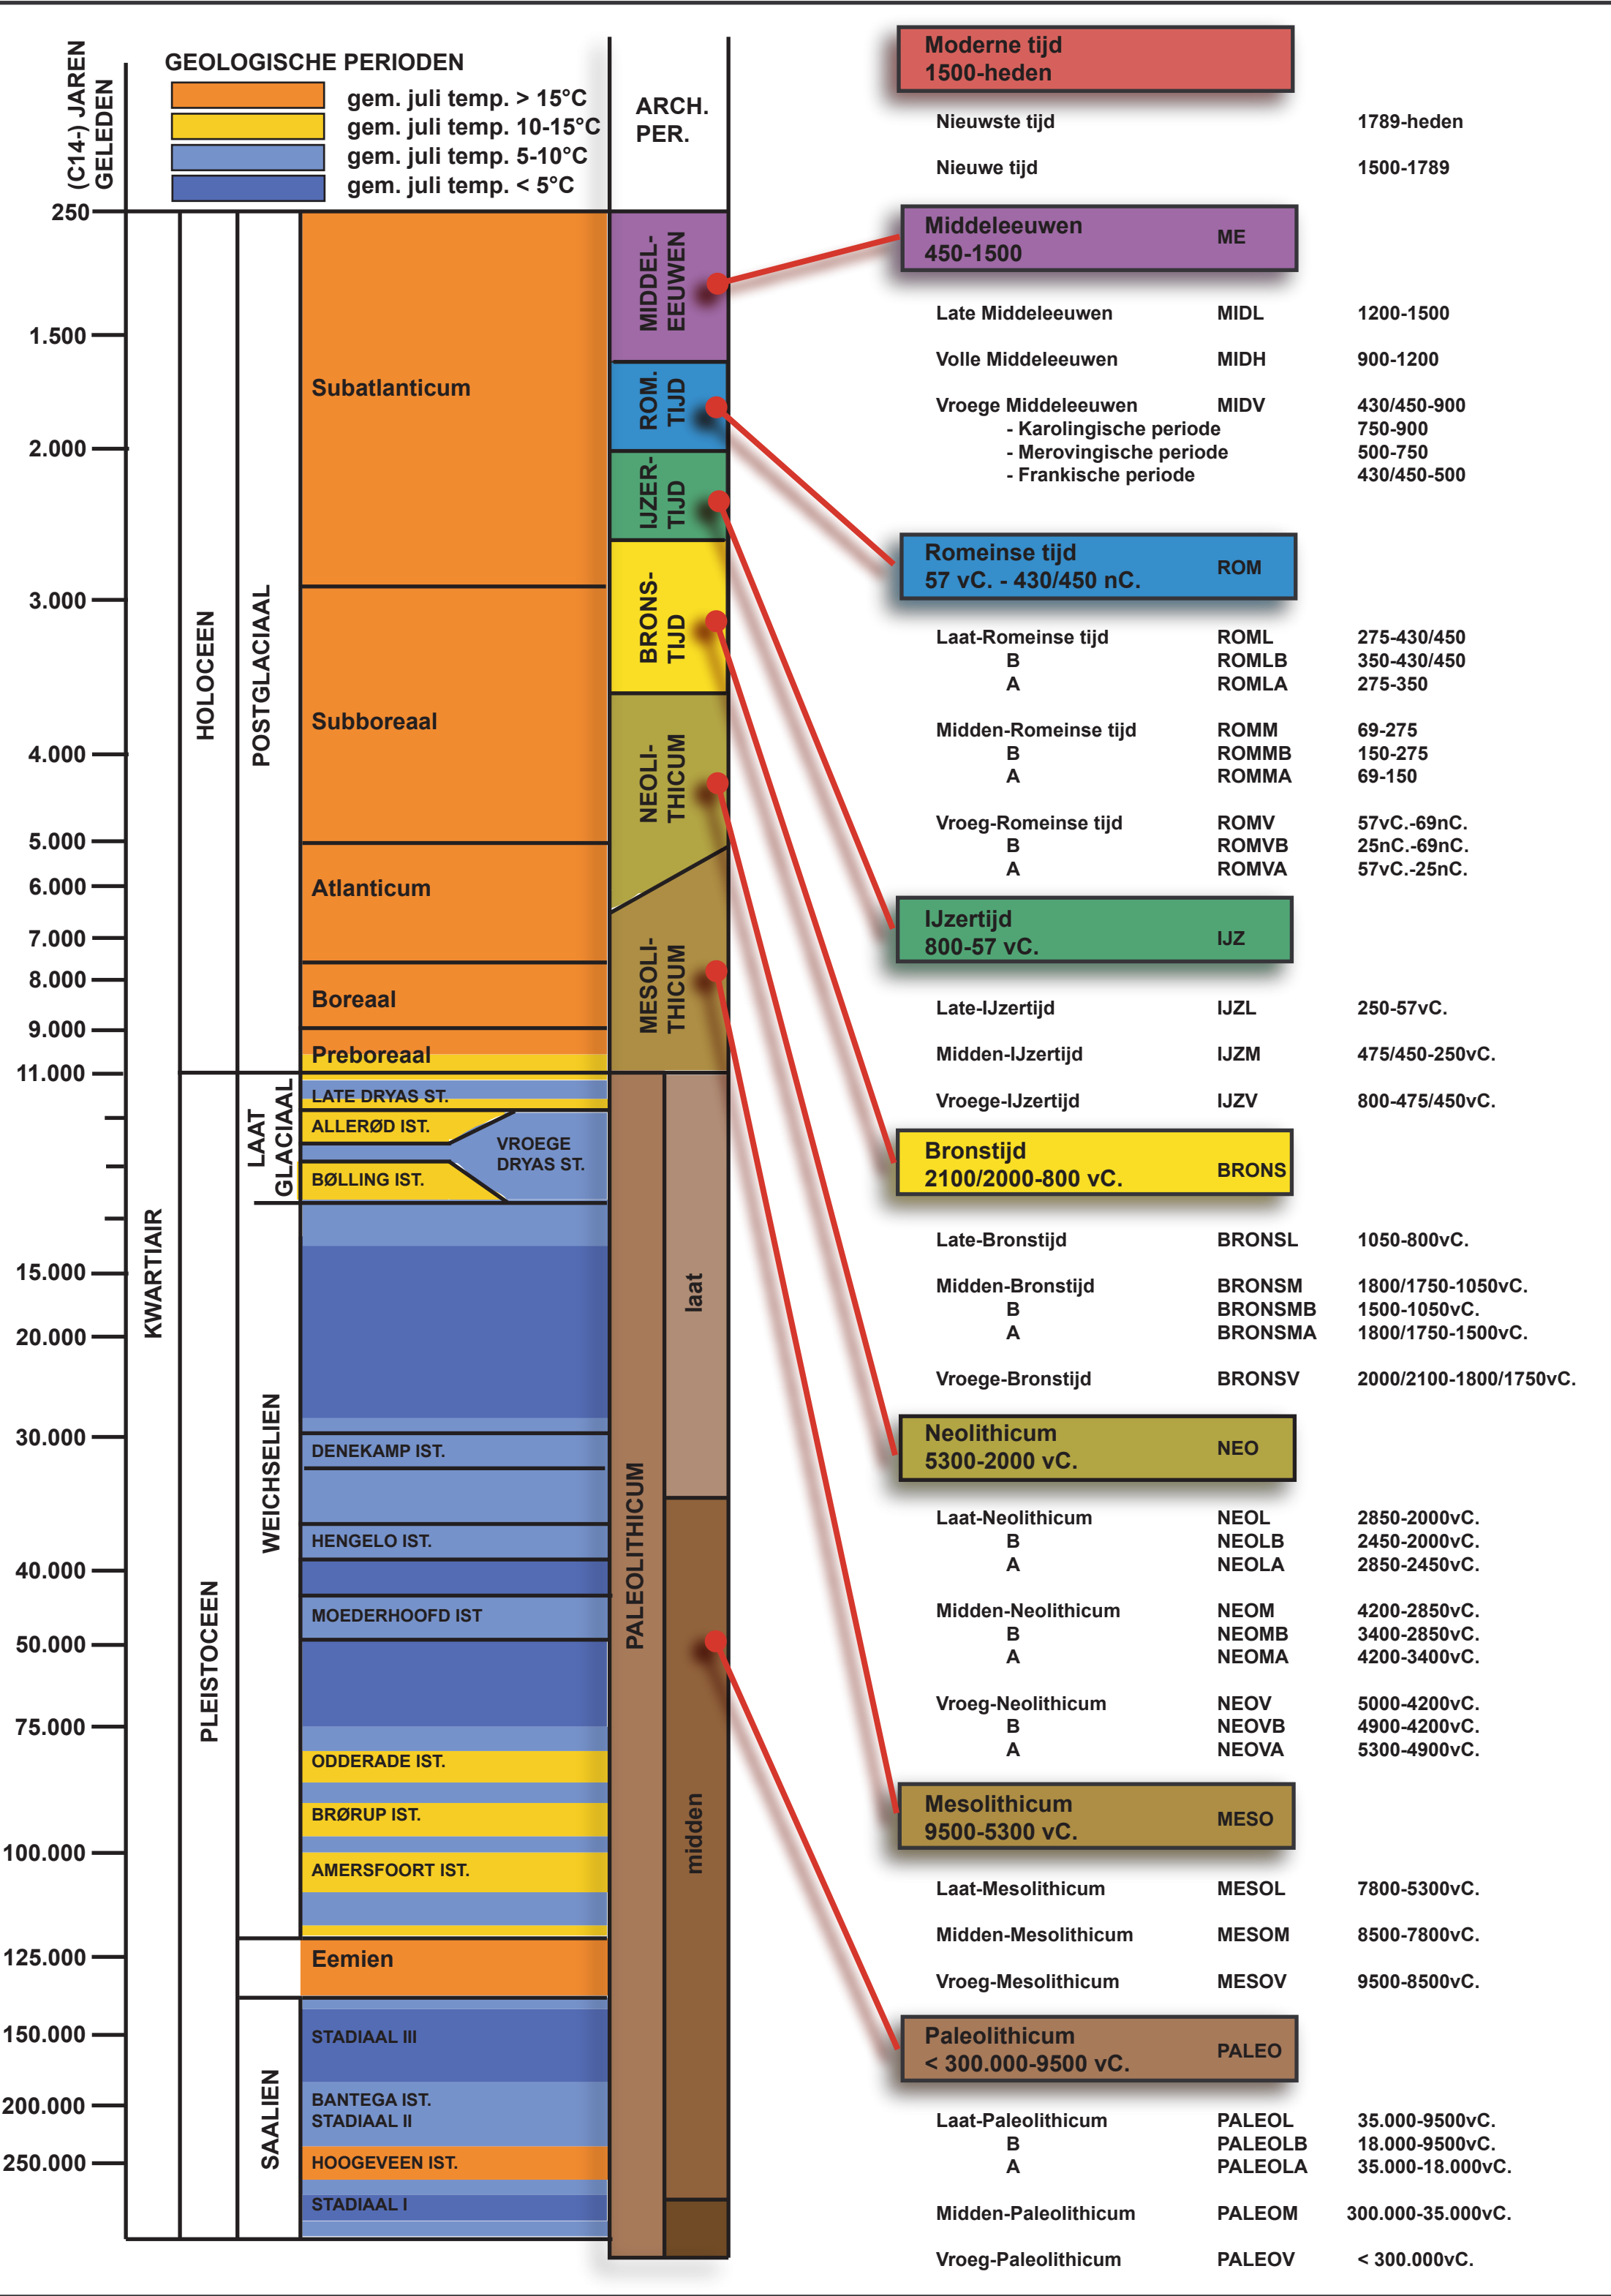 (C14-) JAREN
GELEDEN
GEOLOGISCHE PERIODEN
gem. juli temp. > 15°C
gem. juli temp. 10-15°C
gem. juli temp. 5-10°C
gem. juli temp. < 5°C
ARCH.
PER.
250
1.500
2.000
3.000
4.000
5.000
6.000
7.000
8.000
9.000
11.000
15.000
20.000
30.000
40.000
50.000
75.000
100.000
125.000
150.000
200.000
250.000
KWARTIAIR
HOLOCEEN
PLEISTOCEEN
POSTGLACIAAL
LAAT
GLACIAAL
WEICHSELIEN
SAALIEN
Subatlanticum
Subboreaal
Atlanticum
Boreaal
Preboreaal
LATE DRYAS ST.
ALLERØD IST.
VROEGE
DRYAS ST.
BØLLING IST.
DENEKAMP IST.
HENGELO IST.
MOEDERHOOFD IST
ODDERADE IST.
BRØRUP IST.
AMERSFOORT IST.
Eemien
STADIAAL III
BANTEGA IST.
STADIAAL II
HOOGEVEEN IST.
STADIAAL I
MIDDEL-
EEUWEN
ROM.
TIJD
IJZER-
TIJD
BRONS-
TIJD
NEOLI-
THICUM
MESOLI-
THICUM
PALEOLITHICUM
laat
midden
Moderne tijd
1500-heden
Nieuwste tijd 1789-heden
Nieuwe tijd 1500-1789
Middeleeuwen ME
450-1500
Late Middeleeuwen MIDL 1200-1500
Volle Middeleeuwen MIDH 900-1200
Vroege Middeleeuwen MIDV 430/450-900
- Karolingische periode 750-900
- Merovingische periode 500-750
- Frankische periode 430/450-500
Romeinse tijd ROM
57 vC. - 430/450 nC.
Laat-Romeinse tijd ROML 275-430/450
B ROMLB 350-430/450
A ROMLA 275-350
Midden-Romeinse tijd ROMM 69-275
B ROMMB 150-275
A ROMMA 69-150
Vroeg-Romeinse tijd ROMV 57vC.-69nC.
B ROMVB 25nC.-69nC.
A ROMVA 57vC.-25nC.
IJzertijd IJZ
800-57 vC.
Late-IJzertijd IJZL 250-57vC.
Midden-IJzertijd IJZM 475/450-250vC.
Vroege-IJzertijd IJZV 800-475/450vC.
Bronstijd BRONS
2100/2000-800 vC.
Late-Bronstijd BRONSL 1050-800vC.
Midden-Bronstijd BRONSM 1800/1750-1050vC.
B BRONSMB 1500-1050vC.
A BRONSMA 1800/1750-1500vC.
Vroege-Bronstijd BRONSV 2000/2100-1800/1750vC.
Neolithicum NEO
5300-2000 vC.
Laat-Neolithicum NEOL 2850-2000vC.
B NEOLB 2450-2000vC.
A NEOLA 2850-2450vC.
Midden-Neolithicum NEOM 4200-2850vC.
B NEOMB 3400-2850vC.
A NEOMA 4200-3400vC.
Vroeg-Neolithicum NEOV 5000-4200vC.
B NEOVB 4900-4200vC.
A NEOVA 5300-4900vC.
Mesolithicum MESO
9500-5300 vC.
Laat-Mesolithicum MESOL 7800-5300vC.
Midden-Mesolithicum MESOM 8500-7800vC.
Vroeg-Mesolithicum MESOV 9500-8500vC.
Paleolithicum PALEO
< 300.000-9500 vC.
Laat-Paleolithicum PALEOL 35.000-9500vC.
B PALEOLB 18.000-9500vC.
A PALEOLA 35.000-18.000vC.
Midden-Paleolithicum PALEOM 300.000-35.000vC.
Vroeg-Paleolithicum PALEOV < 300.000vC.